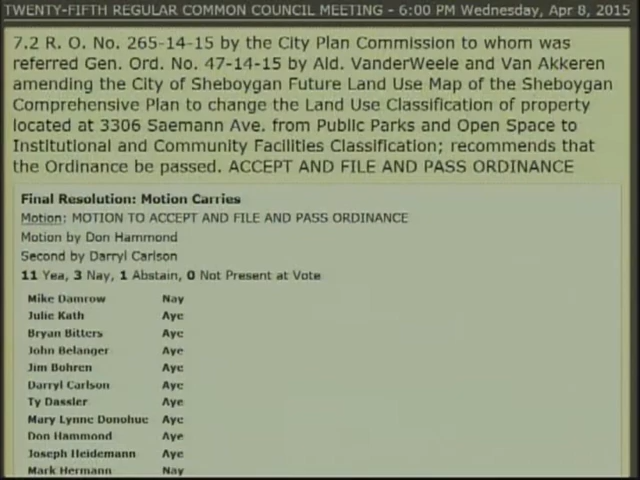 TWENTY-FIFTH REGULAR COMMON COUNCIL MEETING - 6:00 PM Wednesday, Apr 8, 2015
7.2 R. O. No. 265-14-15 by the City Plan Commission to whom was
referred Gen. Ord. No. 47-14-15 by Ald. VanderWeele and Van Akkeren
amending the City of Sheboygan Future Land Use Map of the Sheboygan
Comprehensive Plan to change the Land Use Classification of property
located at 3306 Saemann Ave. from Public Parks and Open Space to
Institutional and Community Facilities Classification; recommends that
the Ordinance be passed. ACCEPT AND FILE AND PASS ORDINANCE
Final Resolution: Motion Carries
Motion: MOTION TO ACCEPT AND FILE AND PASS ORDINANCE
Motion by Don Hammond
Second by Darryl Carlson
11 Yea, 3 Nay, 1 Abstain, 0 Not Present at Vote
Mike Damrow Nay
Julie Kath Aye
Bryan Bitters Aye
John Belanger Aye
Jim Bohren Aye
Darryl Carlson Aye
Ty Dassler Aye
Mary Lynne Donohue Aye
Don Hammond Aye
Joseph Heidemann Aye
Mark Hermann Nay